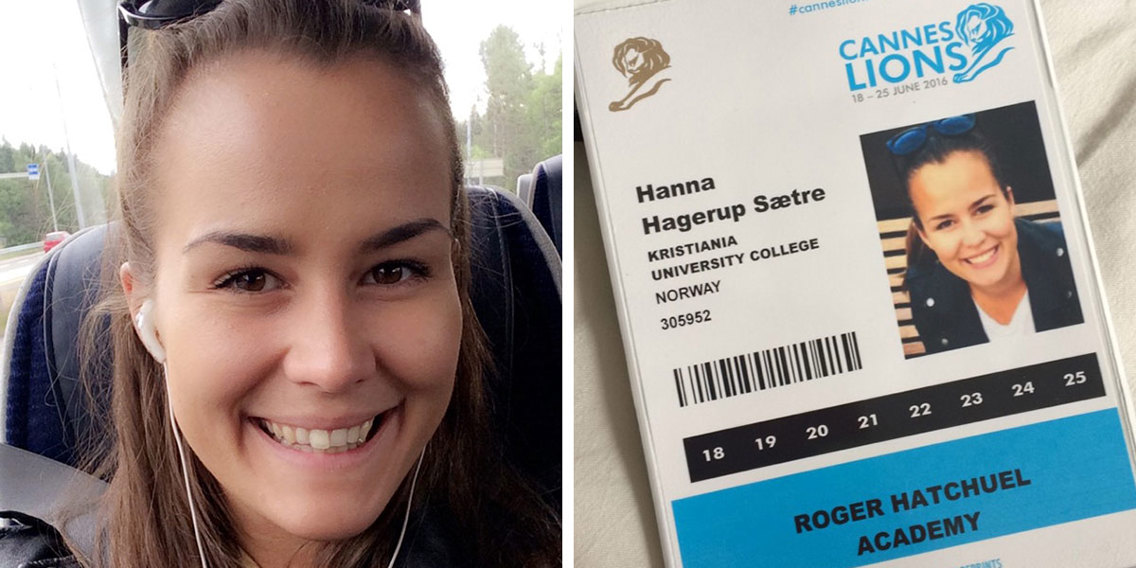 #canneslion
CANNES
LIONS
18 – 25 JUNE 2016
Hanna
Hagerup Sætre
KRISTIANIA
UNIVERSITY COLLEGE
NORWAY
305952
18 19 20 21 22 23 24 25
ROGER HATCHUEL
ACADEMY